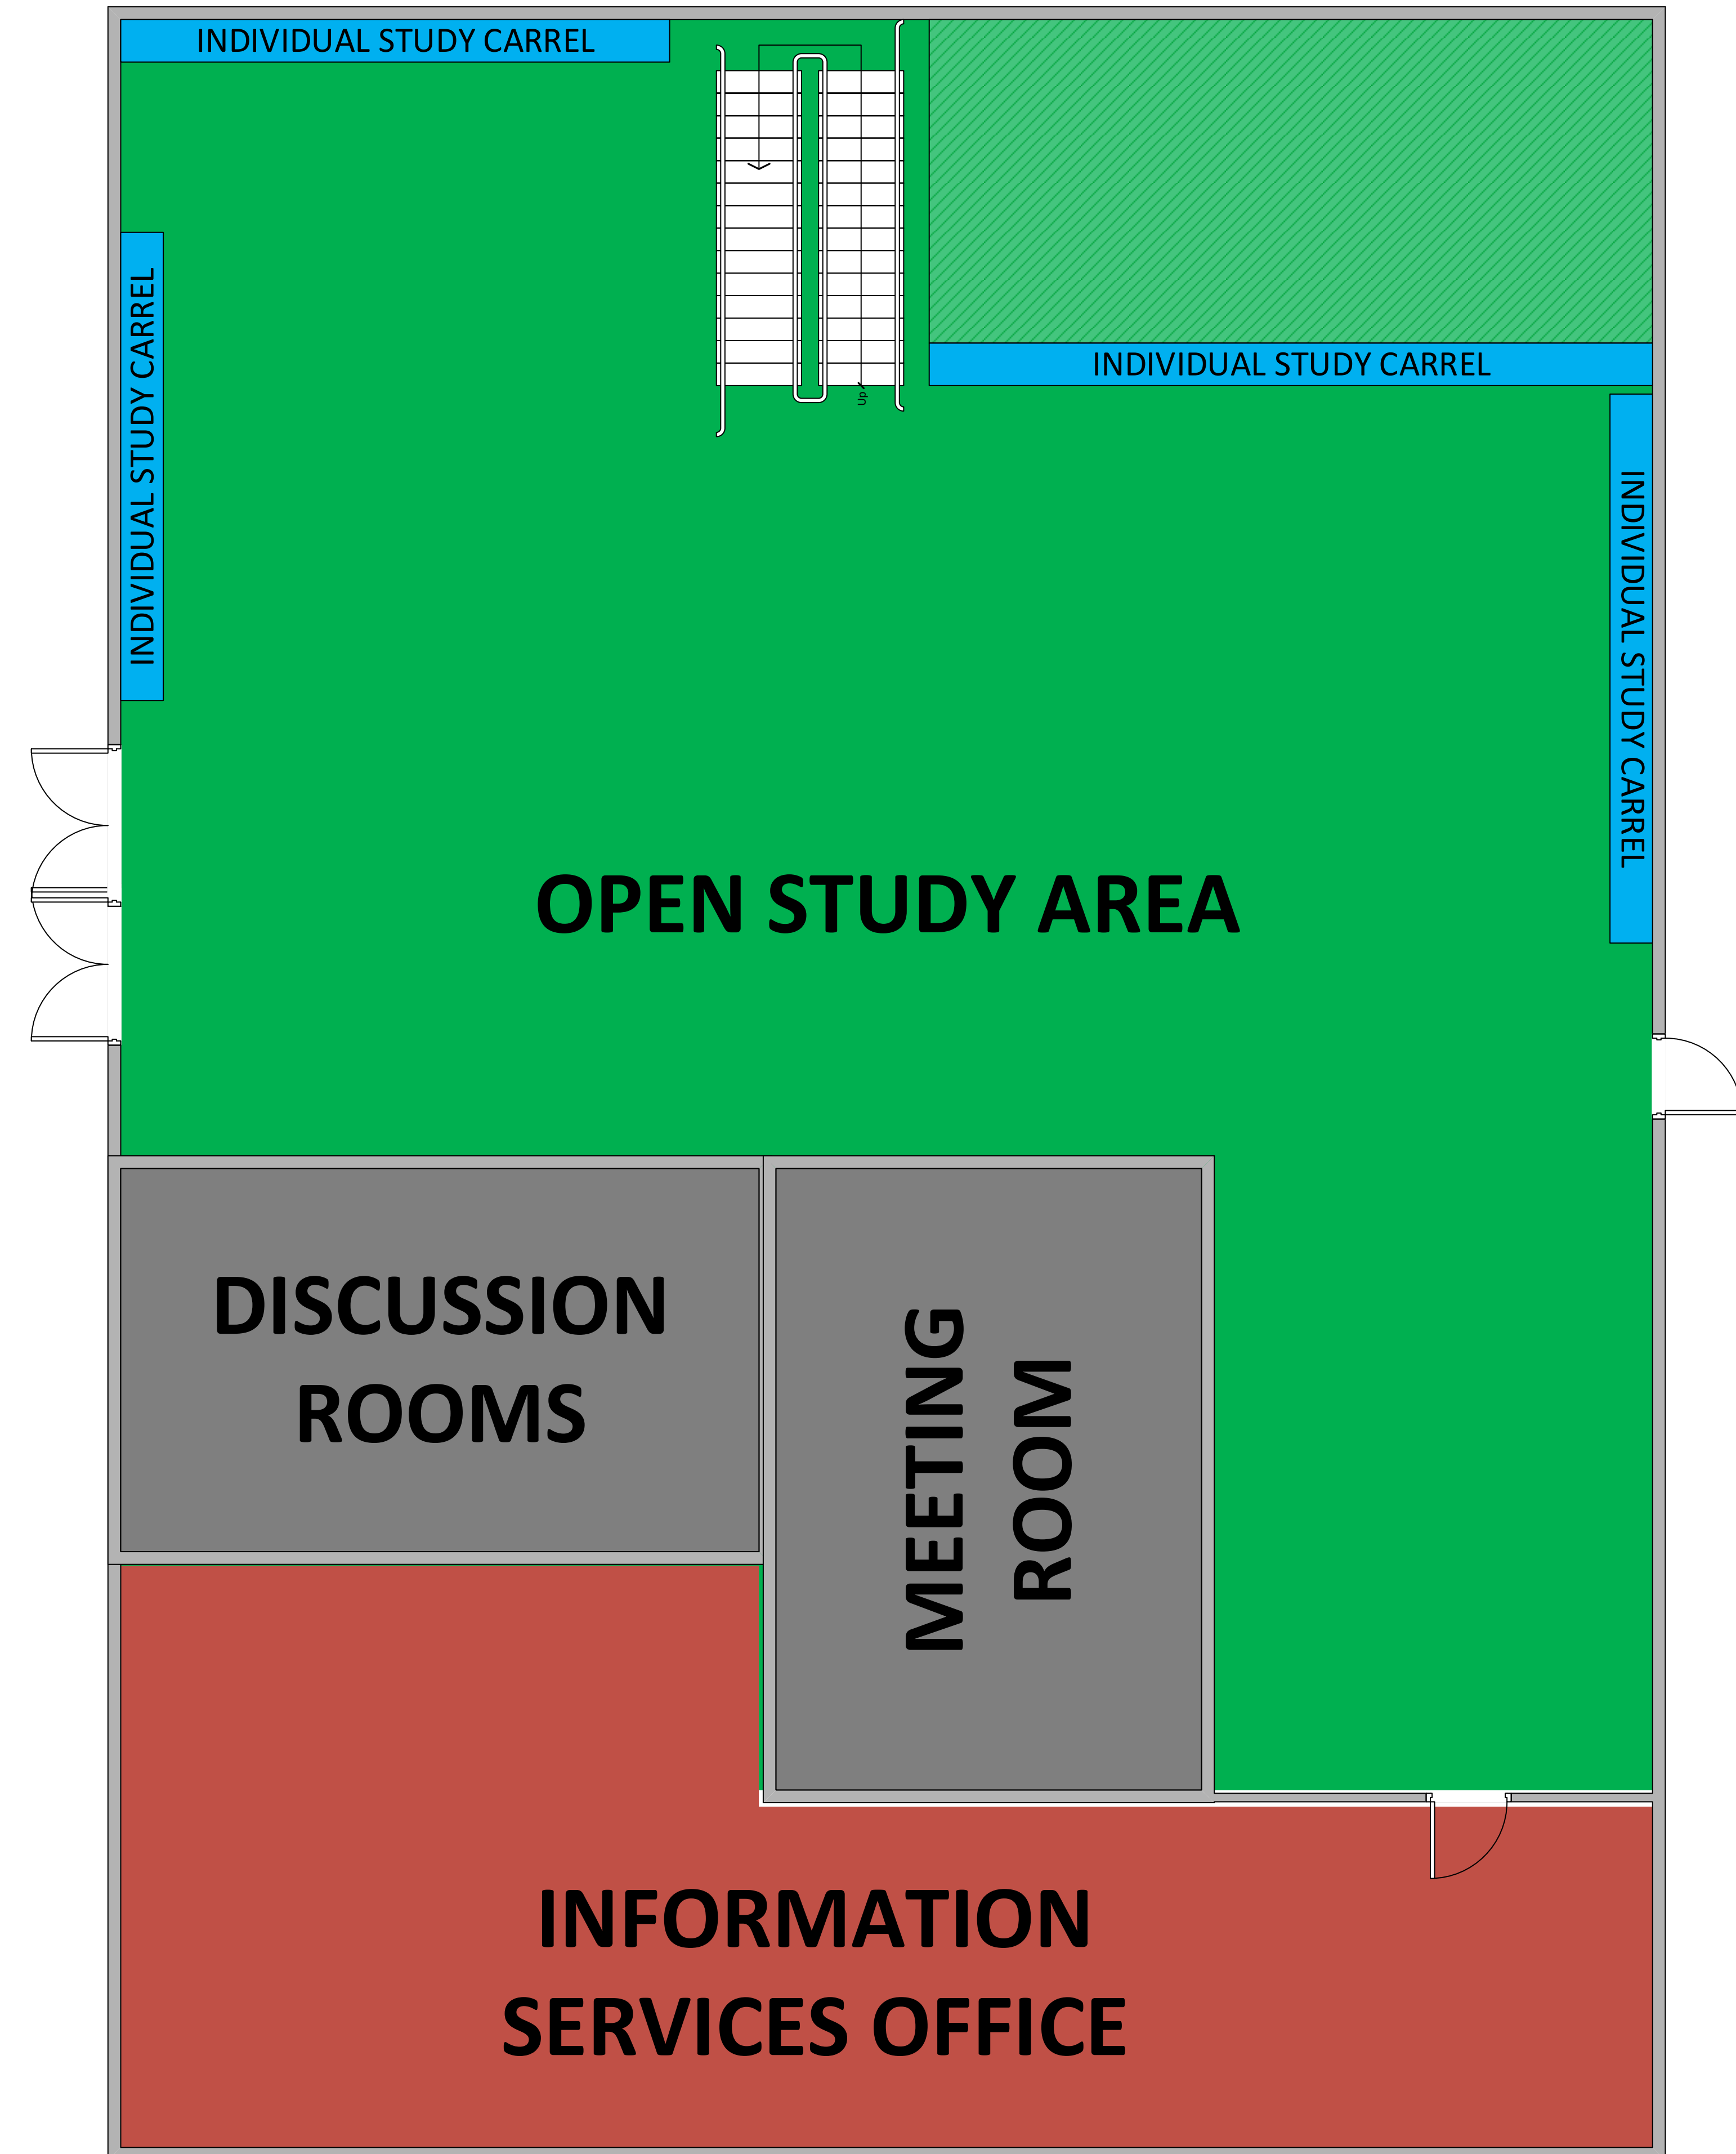 INDIVIDUAL STUDY CARREL
INDIVIDUAL STUDY CARREL
Up
INDIVIDUAL STUDY CARREL
INDIVIDUAL STUDY CARREL
OPEN STUDY AREA
DISCUSSION
ROOMS
MEETING
ROOM
INFORMATION
SERVICES OFFICE